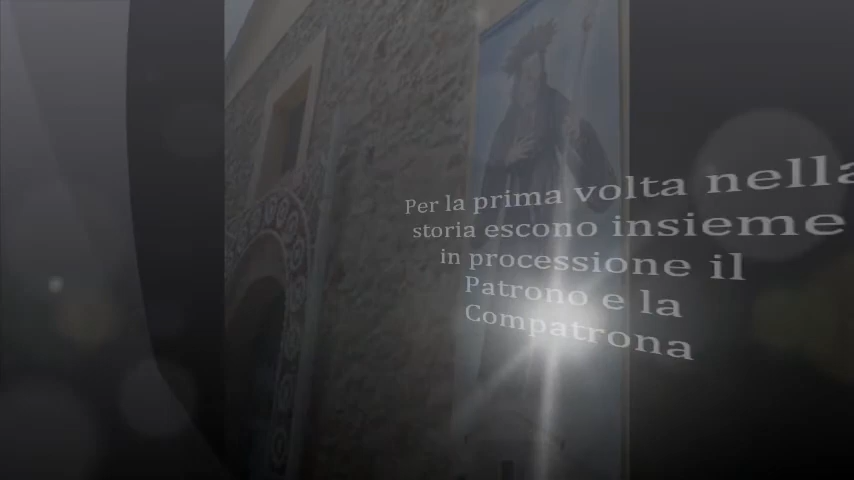 Per la prima volta nella
storia escono insieme
in processione il
Patrono e la
Compatrona